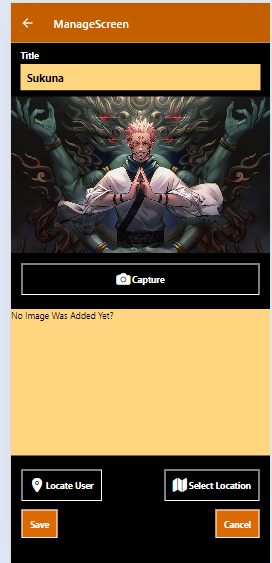 ManageScreen
Title
Sukuna
Capture
No Image Was Added Yet?
Locate User
Select Location
Save
Cancel